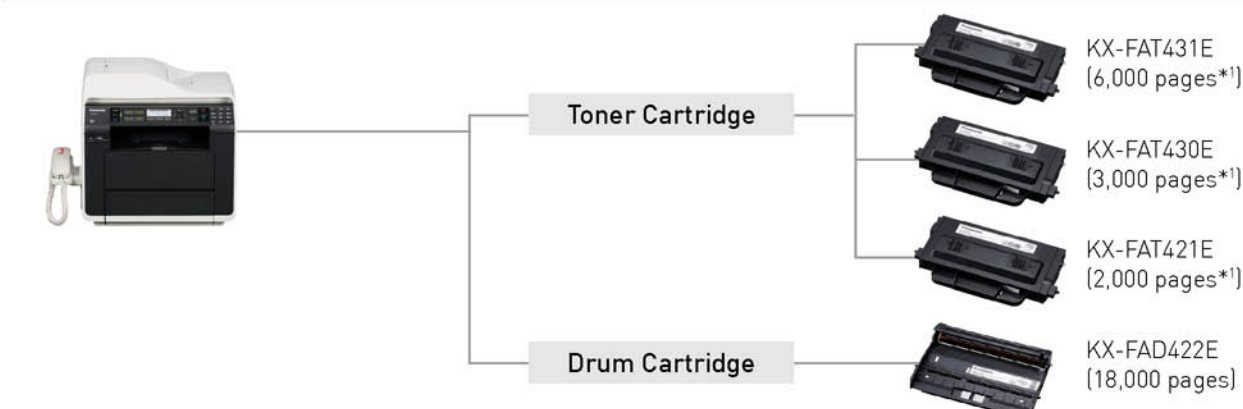 Toner Cartridge
KX-FAT431E
(6,000 pages*¹)
KX-FAT430E
(3,000 pages*¹)
KX-FAT421E
(2,000 pages*¹)
Drum Cartridge
KX-FAD422E
(18,000 pages)